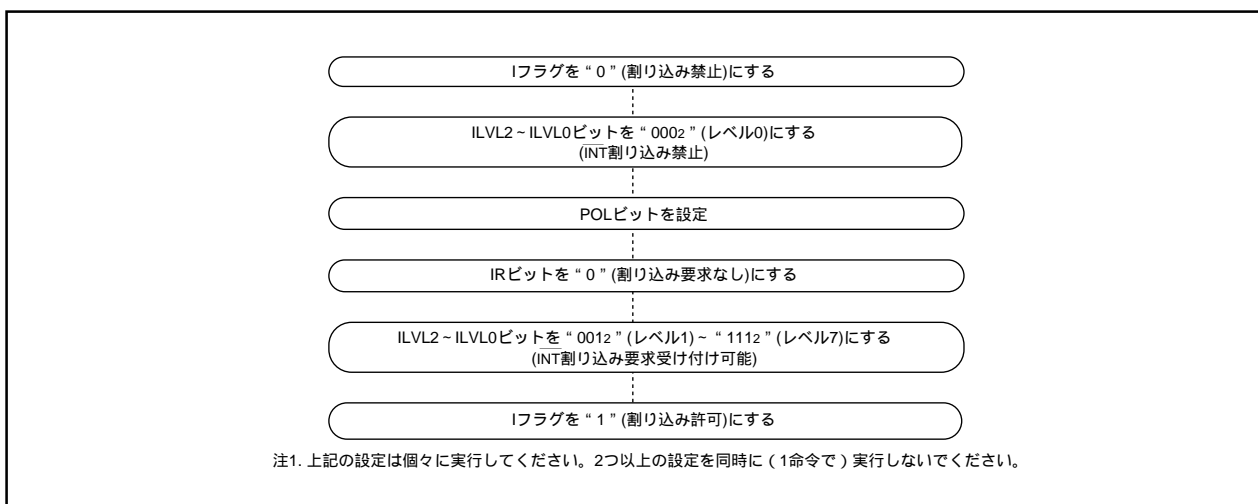 Iフラグを“0”(割り込み禁止)にする
ILVL2~ILVL0ビットを“0002”(レベル0)にする
(INT割り込み禁止)
POLビットを設定
IRビットを“0”(割り込み要求なし)にする
ILVL2~ILVL0ビットを“0012”(レベル1)~“1112”(レベル7)にする
(INT割り込み要求受け付け可能)
Iフラグを“1”(割り込み許可)にする
注1. 上記の設定は個々に実行してください。2つ以上の設定を同時に(1命令で)実行しないでください。